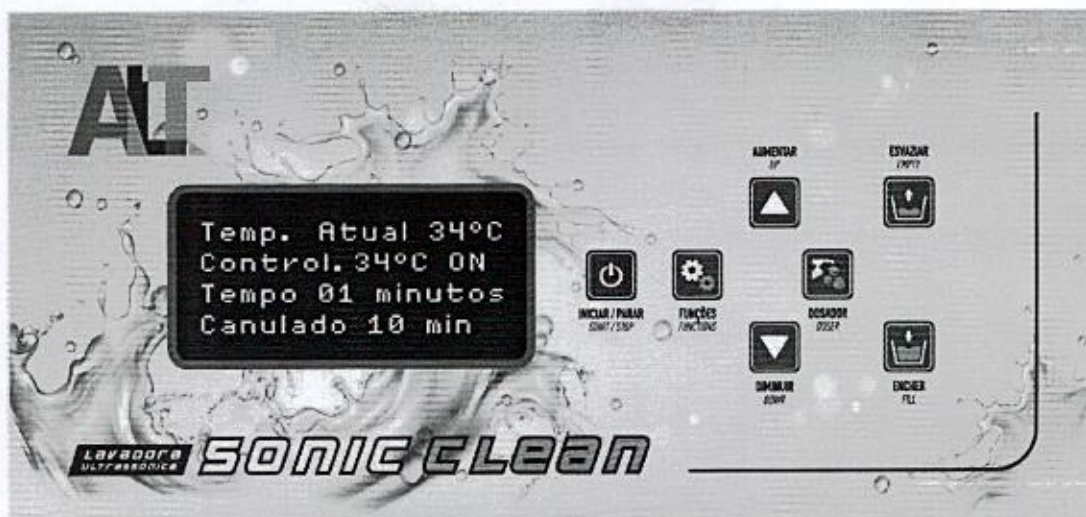 ALT
Temp. Atual 34°C
Control. 34°C ON
Tempo 01 minutos
Canulado 10 min
INICIAR / PARAR
START / STOP
FUNÇÕES
FUNCTIONS
AUMENTAR
UP
DIMINUIR
DOWN
DOSADOR
DOSER
ESVAZIAR
EMPTY
ENCHER
FILL
Lavadora
ultrassônica
SONIC CLEAN